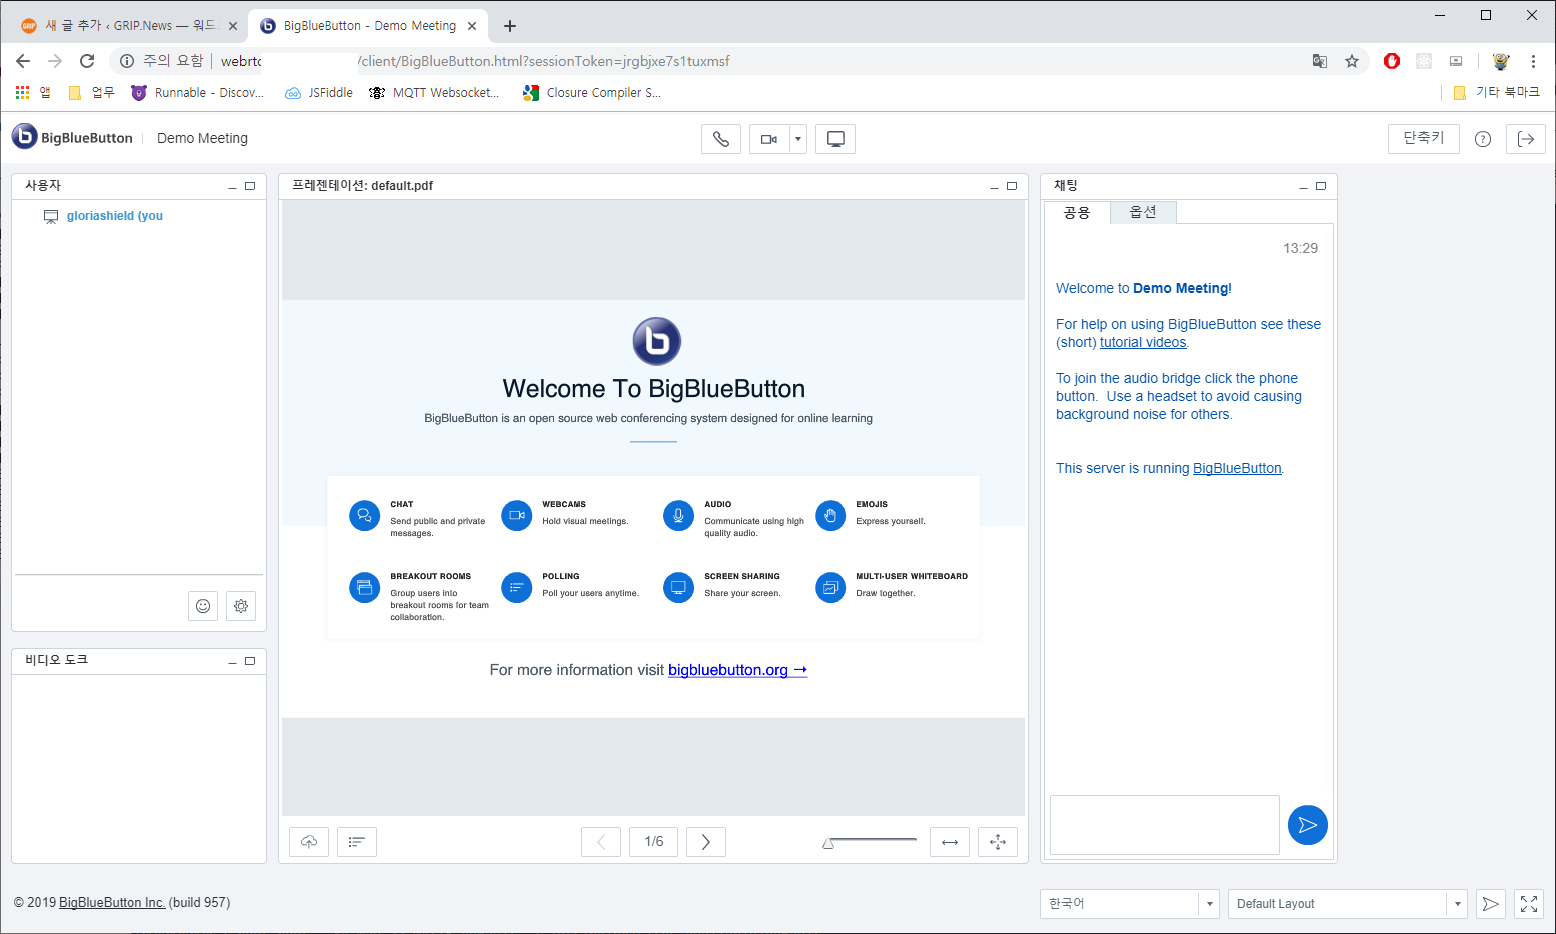 새 글 추가 ‹ GRIP.News — 워드
BigBlueButton - Demo Meeting
주의 요함
webrtc
/client/BigBlueButton.html?sessionToken=jrgbjxe7s1tuxmsf
앱
업무
Runnable - Discov...
JSFiddle
MQTT Websocket...
Closure Compiler S...
기타 북마크
BigBlueButton
Demo Meeting
단축키
사용자
gloriashield (you
비디오 도크
프레젠테이션: default.pdf
Welcome To BigBlueButton
BigBlueButton is an open source web conferencing system designed for online learning
CHAT
Send public and private
messages.
WEBCAMS
Hold visual meetings.
AUDIO
Communicate using high
quality audio.
EMOJIS
Express yourself.
BREAKOUT ROOMS
Group users into
breakout rooms for team
collaboration.
POLLING
Poll your users anytime.
SCREEN SHARING
Share your screen.
MULTI-USER WHITEBOARD
Draw together.
For more information visit bigbluebutton.org →
1/6
채팅
공용
옵션
13:29
Welcome to Demo Meeting!
For help on using BigBlueButton see these
(short) tutorial videos.
To join the audio bridge click the phone
button.  Use a headset to avoid causing
background noise for others.
This server is running BigBlueButton.
© 2019 BigBlueButton Inc. (build 957)
한국어
Default Layout